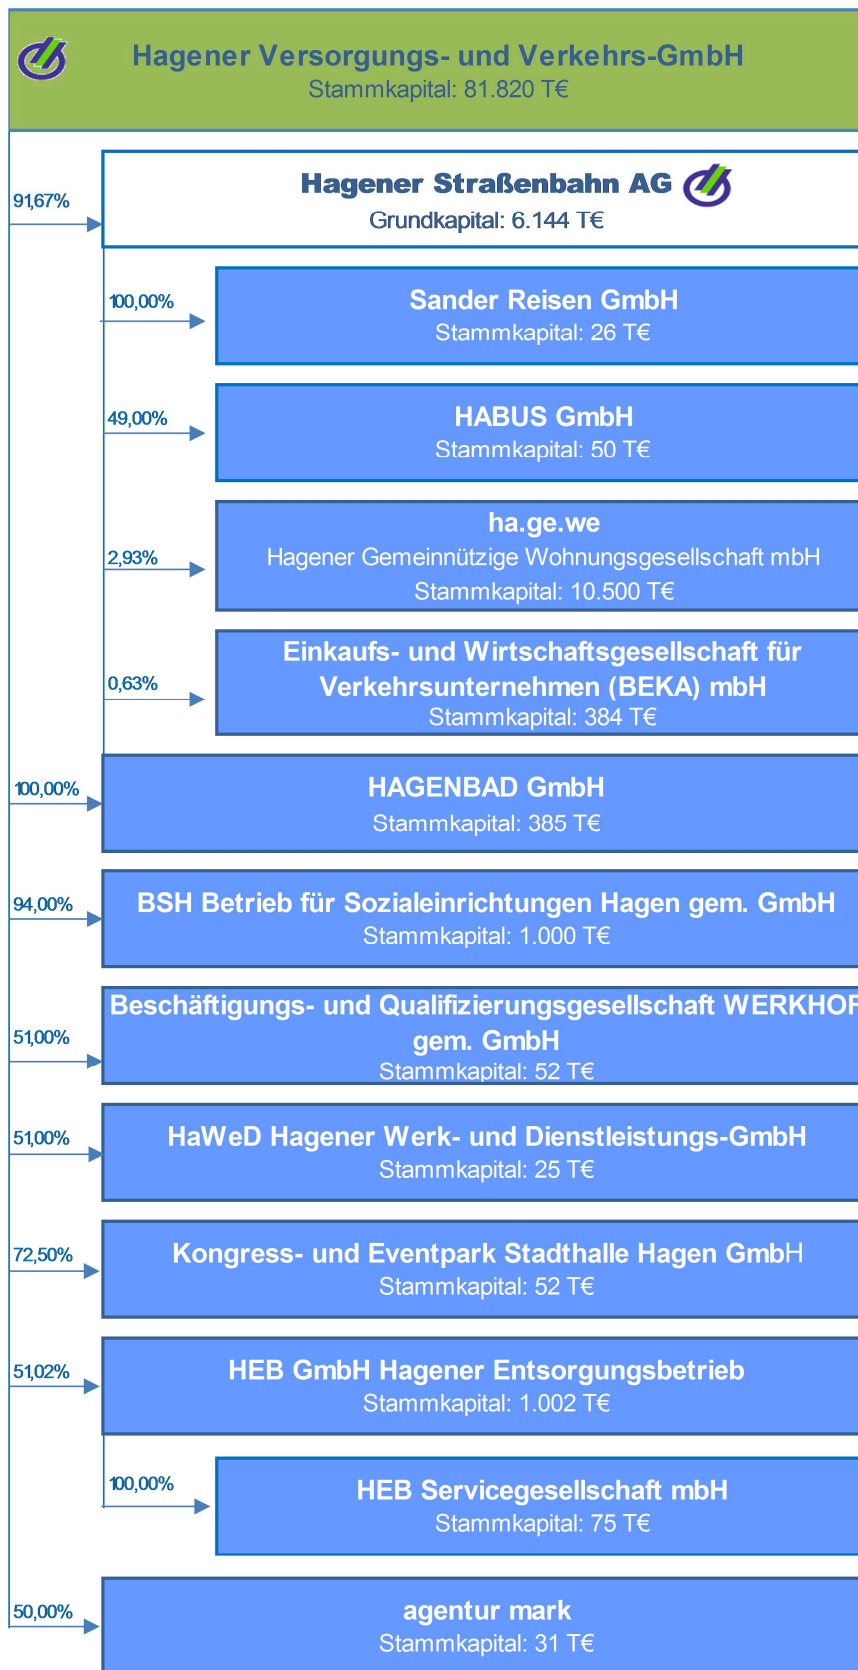 Hagener Versorgungs- und Verkehrs-GmbH
Stammkapital: 81.820 T€
91,67%
Hagener Straßenbahn AG
Grundkapital: 6.144 T€
100,00%
Sander Reisen GmbH
Stammkapital: 26 T€
49,00%
HABUS GmbH
Stammkapital: 50 T€
2,93%
ha.ge.we
Hagener Gemeinnützige Wohnungsgesellschaft mbH
Stammkapital: 10.500 T€
0,63%
Einkaufs- und Wirtschaftsgesellschaft für
Verkehrsunternehmen (BEKA) mbH
Stammkapital: 384 T€
100,00%
HAGENBAD GmbH
Stammkapital: 385 T€
94,00%
BSH Betrieb für Sozialeinrichtungen Hagen gem. GmbH
Stammkapital: 1.000 T€
51,00%
Beschäftigungs- und Qualifizierungsgesellschaft WERKHOF
gem. GmbH
Stammkapital: 52 T€
51,00%
HaWeD Hagener Werk- und Dienstleistungs-GmbH
Stammkapital: 25 T€
72,50%
Kongress- und Eventpark Stadthalle Hagen GmbH
Stammkapital: 52 T€
51,02%
HEB GmbH Hagener Entsorgungsbetrieb
Stammkapital: 1.002 T€
100,00%
HEB Servicegesellschaft mbH
Stammkapital: 75 T€
50,00%
agentur mark
Stammkapital: 31 T€